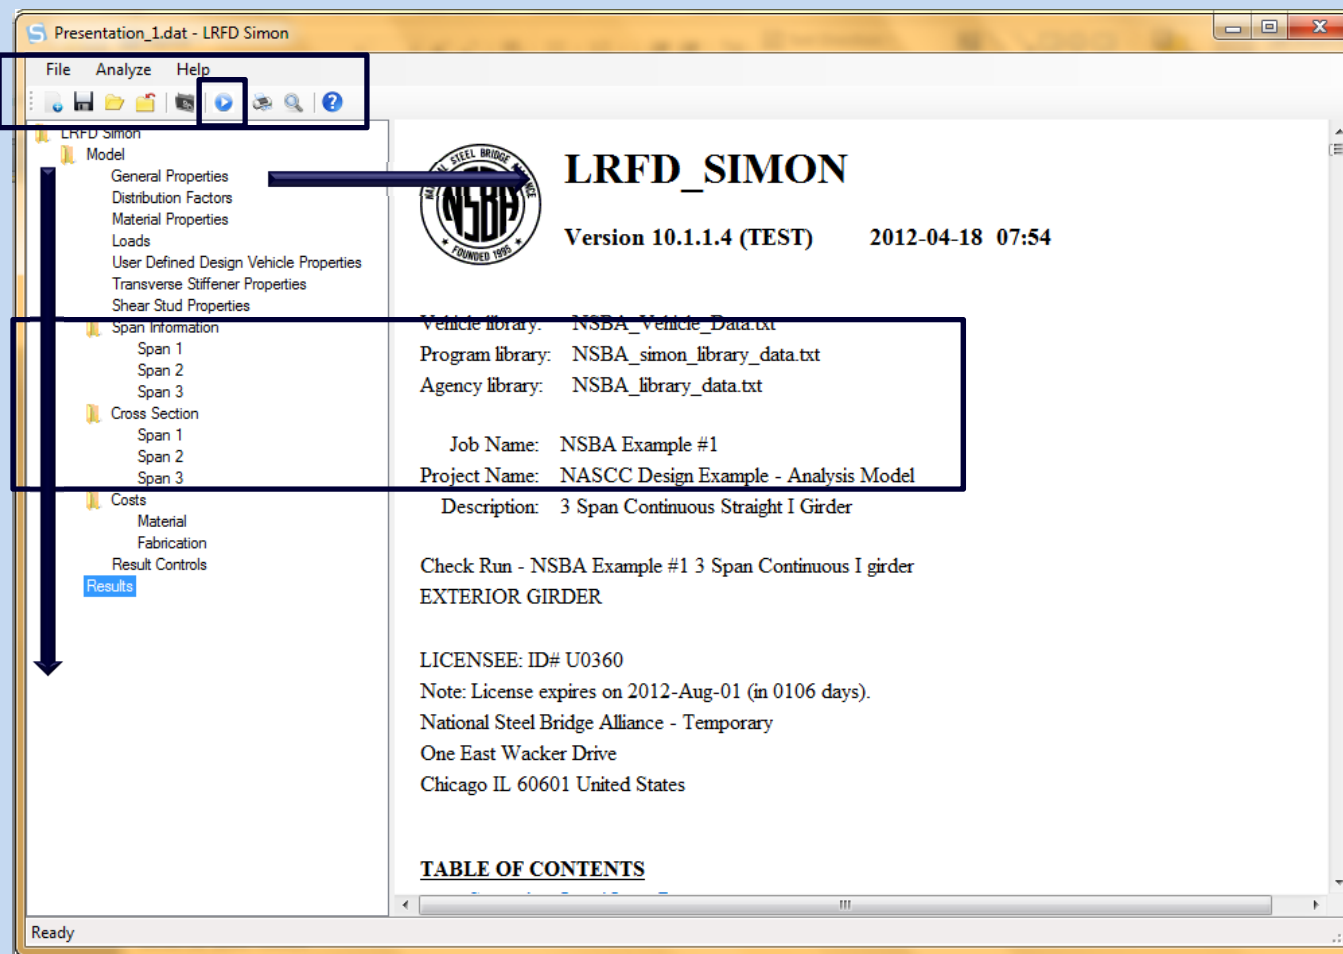 Presentation_1.dat - LRFD Simon
File Analyze Help
LRFD Simon
Model
General Properties
Distribution Factors
Material Properties
Loads
User Defined Design Vehicle Properties
Transverse Stiffener Properties
Shear Stud Properties
Span Information
Span 1
Span 2
Span 3
Cross Section
Span 1
Span 2
Span 3
Costs
Material
Fabrication
Result Controls
Results
NATIONAL STEEL BRIDGE ALLIANCE
NSBA
FOUNDED 1995
LRFD_SIMON
Version 10.1.1.4 (TEST) 2012-04-18 07:54
Vehicle library: NSBA_Vehicle_Data.txt
Program library: NSBA_simon_library_data.txt
Agency library: NSBA_library_data.txt
Job Name: NSBA Example #1
Project Name: NASCC Design Example - Analysis Model
Description: 3 Span Continuous Straight I Girder
Check Run - NSBA Example #1 3 Span Continuous I girder
EXTERIOR GIRDER
LICENSEE: ID# U0360
Note: License expires on 2012-Aug-01 (in 0106 days).
National Steel Bridge Alliance - Temporary
One East Wacker Drive
Chicago IL 60601 United States
TABLE OF CONTENTS
Ready